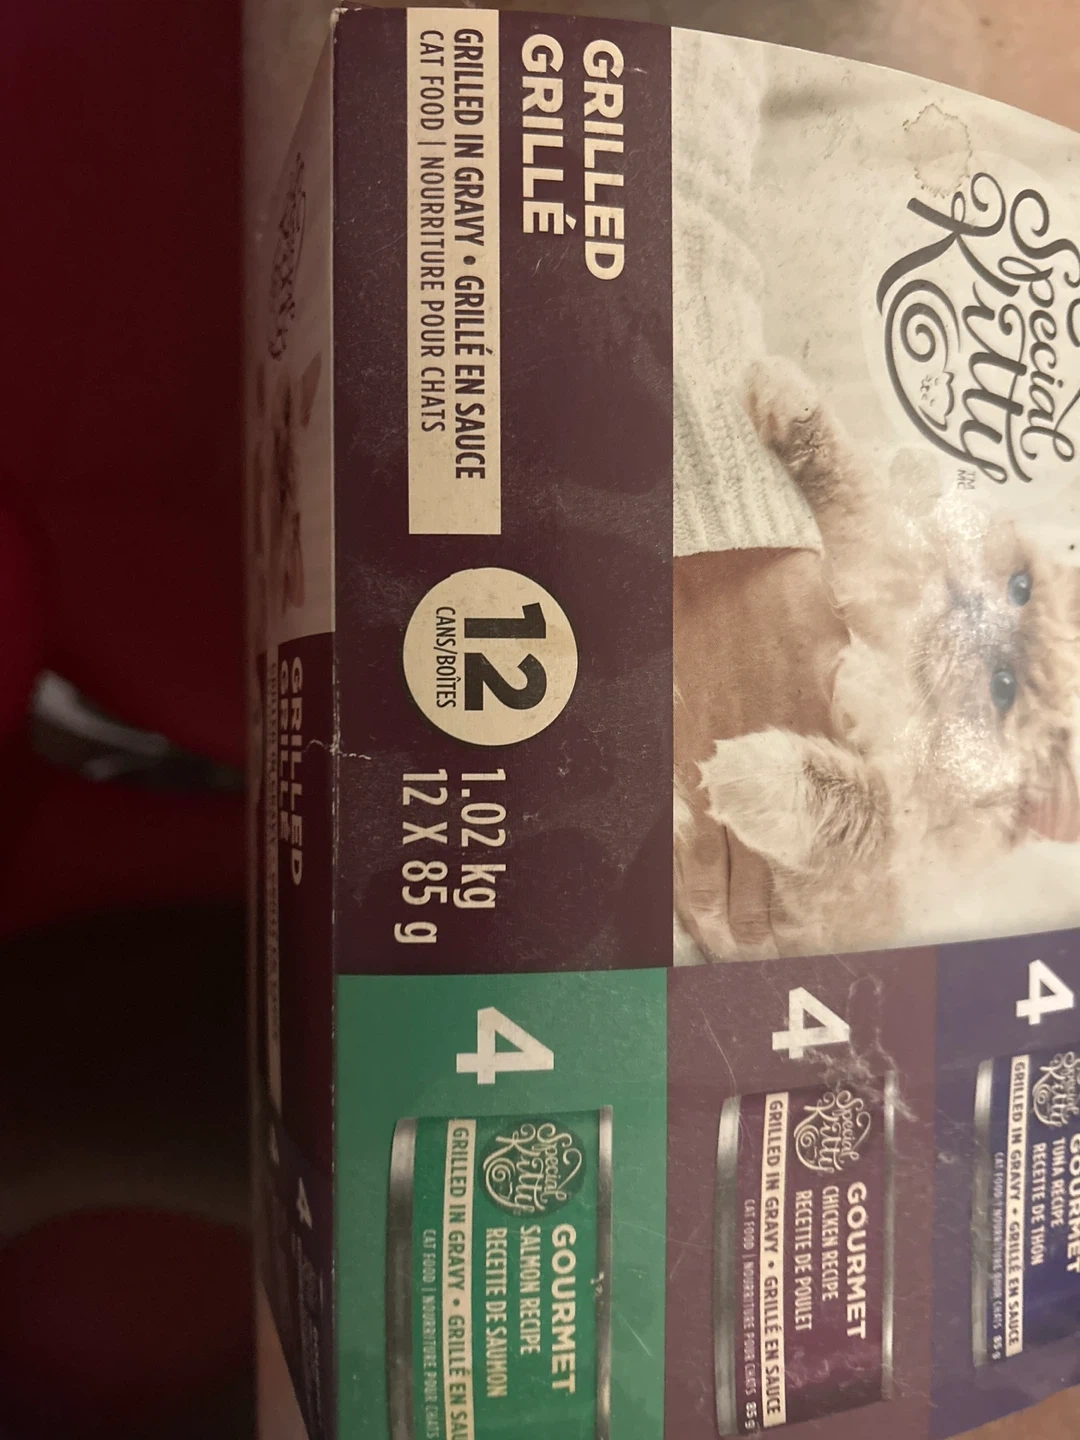 Special
Kitty
TM
MC
GRILLED
GRILLÉ
GRILLED IN GRAVY • GRILLÉ EN SAUCE
CAT FOOD | NOURRITURE POUR CHATS
12
CANS/BOÎTES
1.02 kg
12 X 85 g
4
Special
Kitty
GOURMET
TUNA RECIPE
RECETTE DE THON
GRILLED IN GRAVY • GRILLÉ EN SAUCE
CAT FOOD | NOURRITURE POUR CHATS 85 g
4
Special
Kitty
GOURMET
CHICKEN RECIPE
RECETTE DE POULET
GRILLED IN GRAVY • GRILLÉ EN SAUCE
CAT FOOD | NOURRITURE POUR CHATS 85 g
4
Special
Kitty
GOURMET
SALMON RECIPE
RECETTE DE SAUMON
GRILLED IN GRAVY • GRILLÉ EN SAU
CAT FOOD | NOURRITURE POUR CHATS
GRILLED
GRILLÉ
4